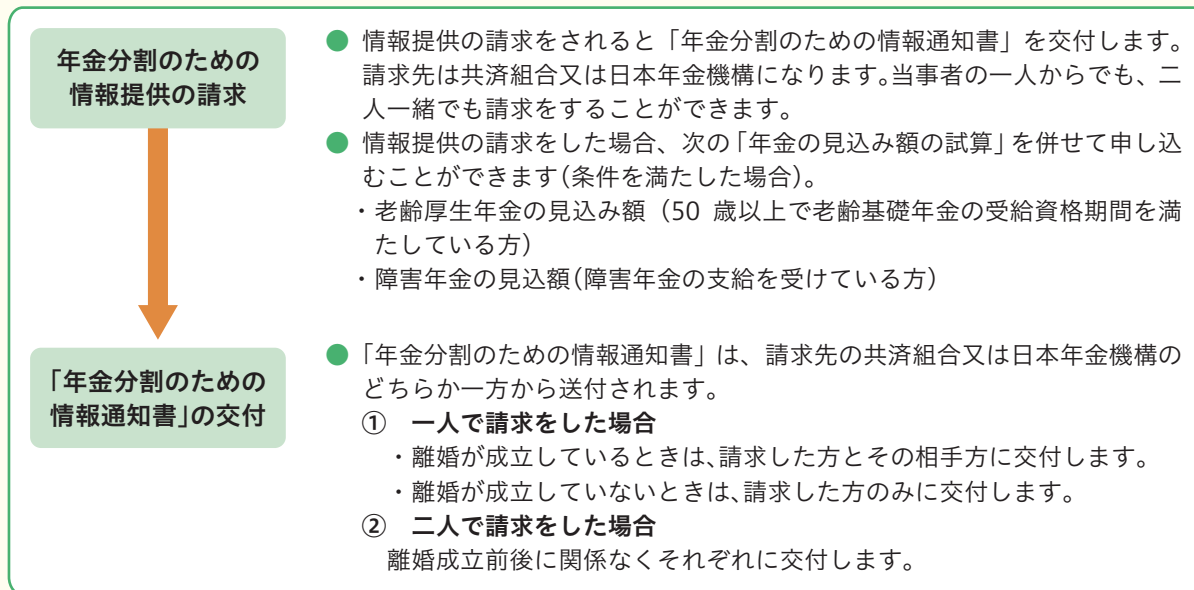 年金分割のための
情報提供の請求
● 情報提供の請求をされると「年金分割のための情報通知書」を交付します。
請求先は共済組合又は日本年金機構になります。当事者の一人からでも、二
人一緒でも請求をすることができます。
● 情報提供の請求をした場合、次の「年金の見込み額の試算」を併せて申し込
むことができます(条件を満たした場合)。
・老齢厚生年金の見込み額（50 歳以上で老齢基礎年金の受給資格期間を満
たしている方）
・障害年金の見込額(障害年金の支給を受けている方)
「年金分割のための
情報通知書」の交付
● 「年金分割のための情報通知書」は、請求先の共済組合又は日本年金機構の
どちらか一方から送付されます。
① 一人で請求をした場合
・離婚が成立しているときは、請求した方とその相手方に交付します。
・離婚が成立していないときは、請求した方のみに交付します。
② 二人で請求をした場合
離婚成立前後に関係なくそれぞれに交付します。